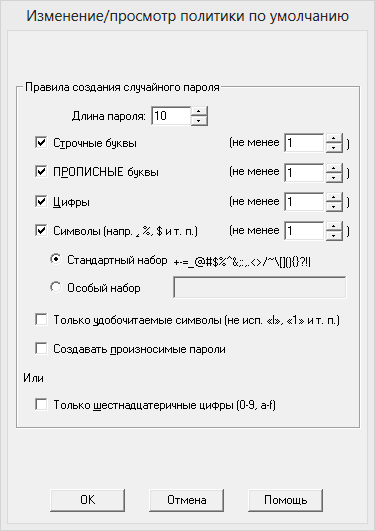 Изменение/просмотр политики по умолчанию
Правила создания случайного пароля
Длина пароля: 10
Строчные буквы (не менее 1 )
ПРОПИСНЫЕ буквы (не менее 1 )
Цифры (не менее 1 )
Символы (напр. , %, $ и т. п.) (не менее 1 )
Стандартный набор +-=_@#$%^&;:,.<>/~\[](){}?!|
Особый набор
Только удобочитаемые символы (не исп. «l», «1» и т. п.)
Создавать произносимые пароли
Или
Только шестнадцатеричные цифры (0-9, a-f)
OK Отмена Помощь